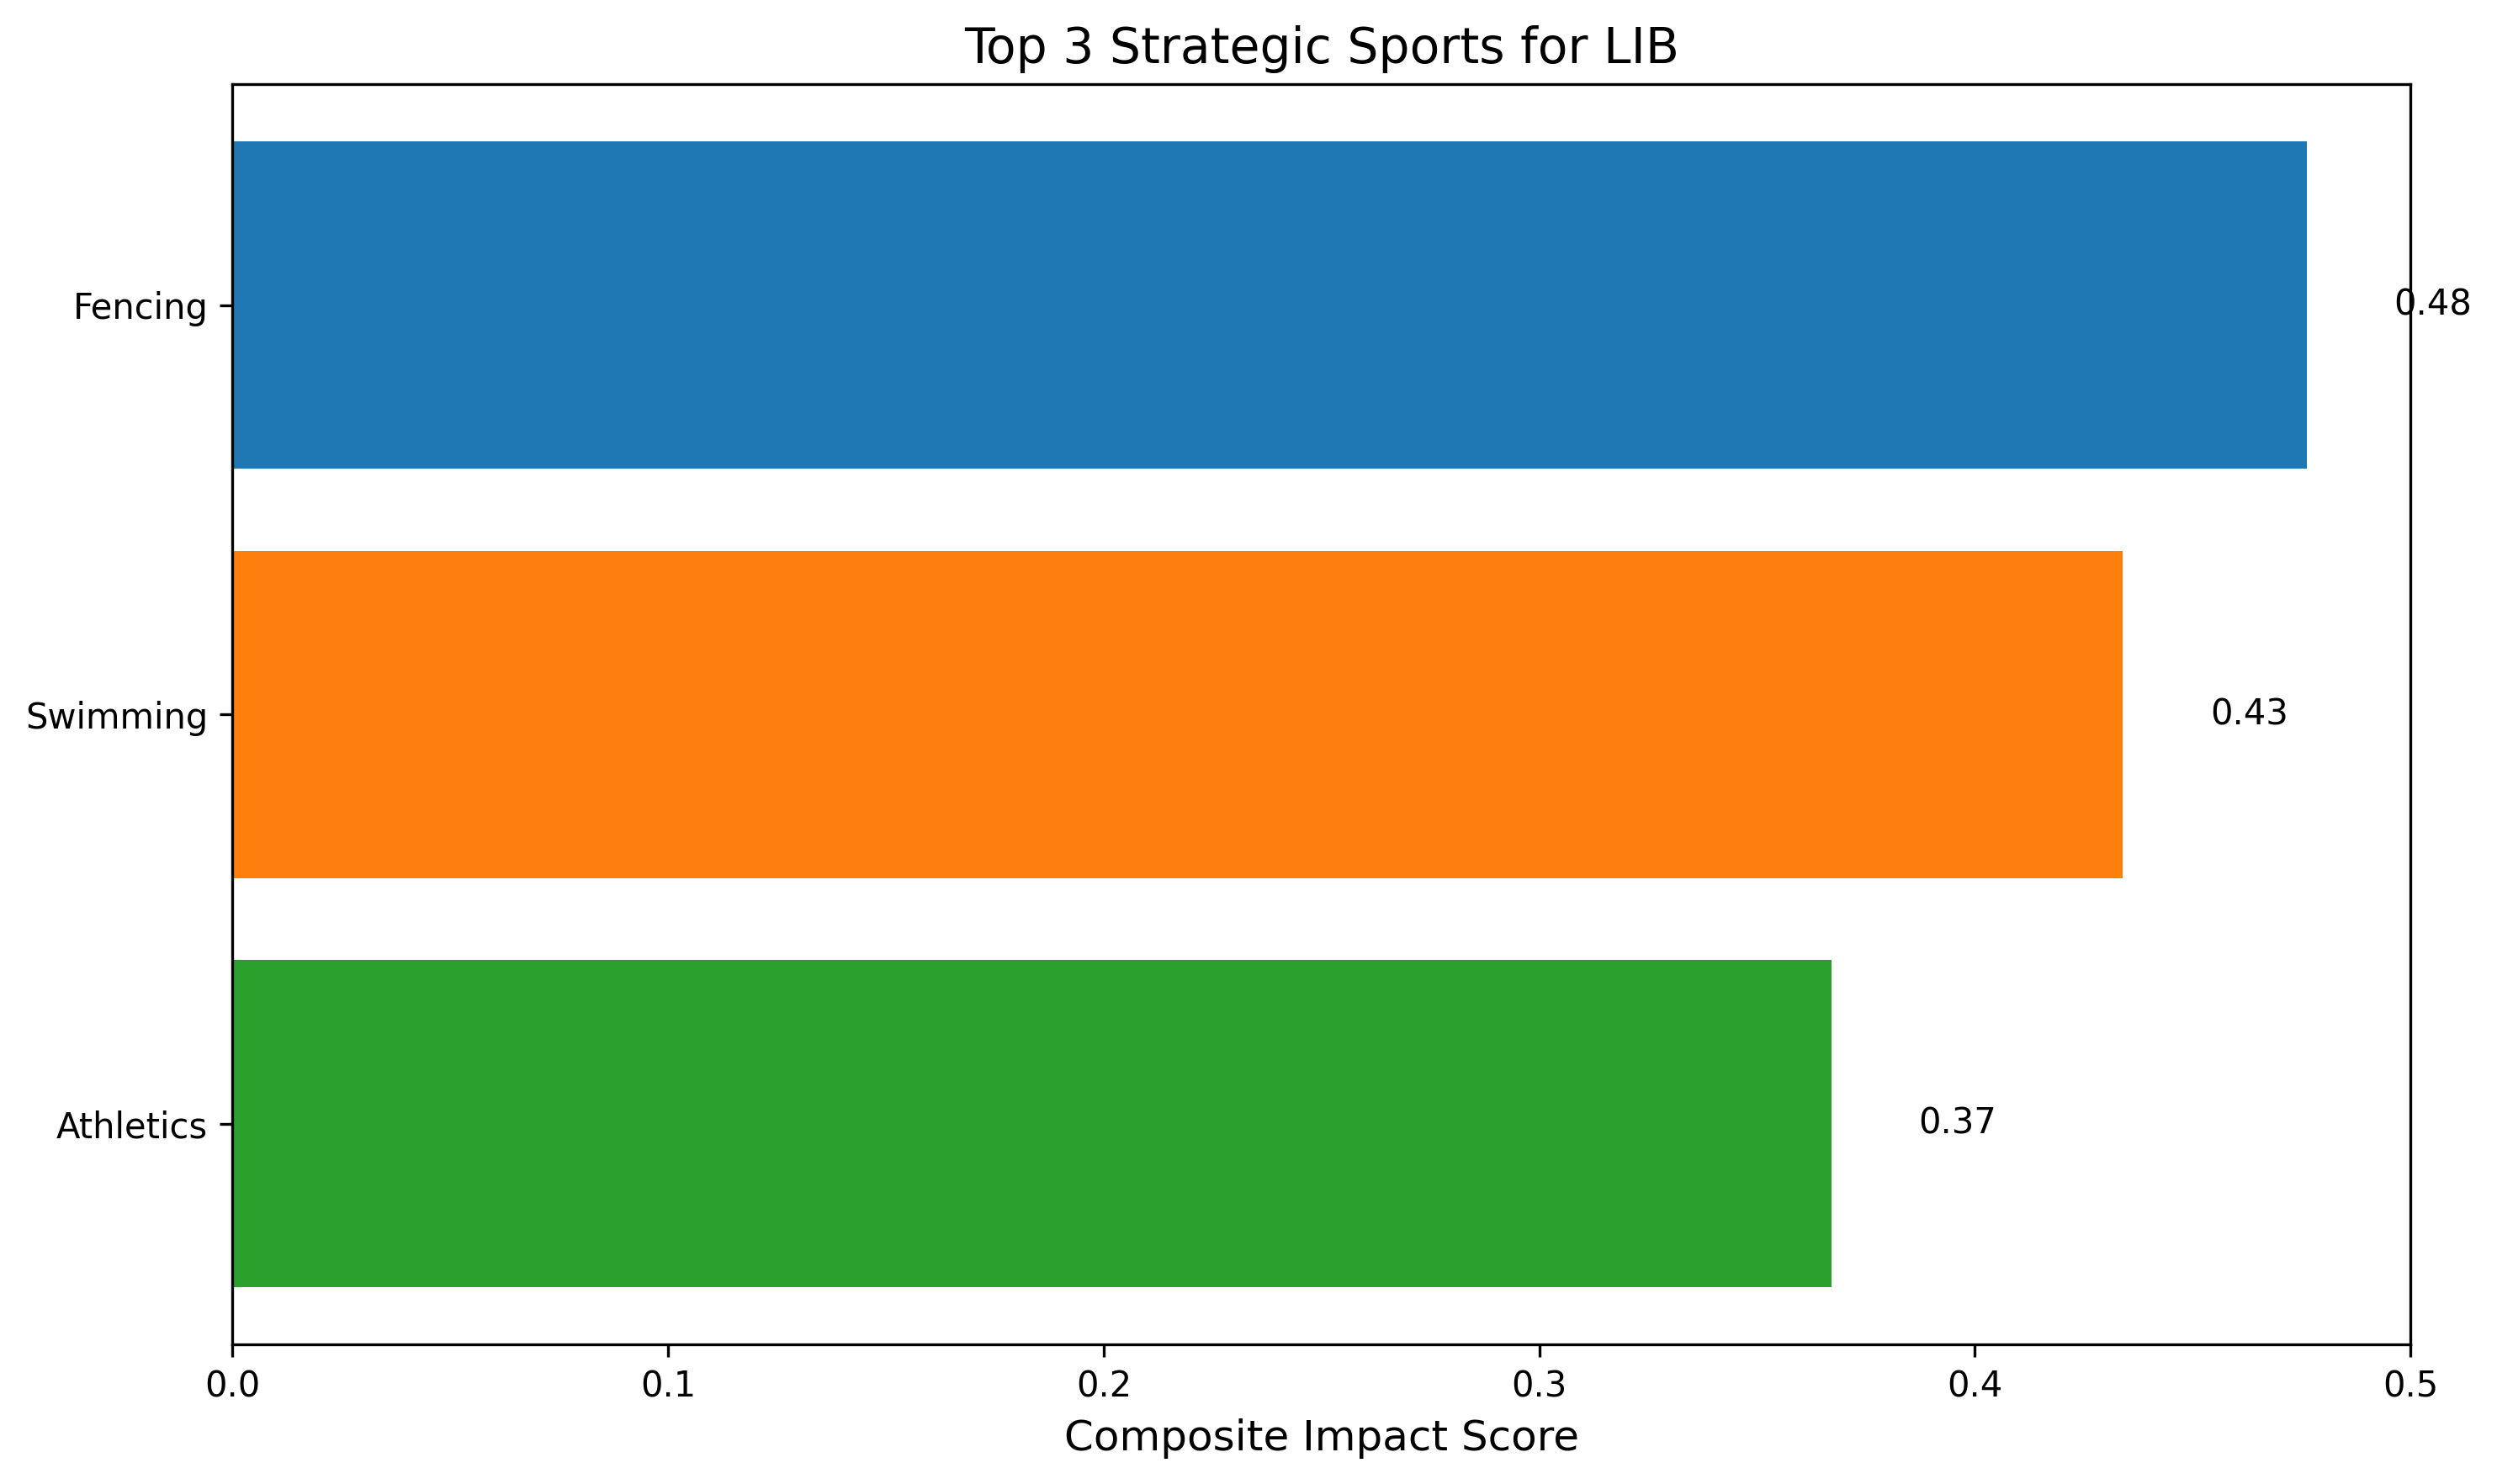 Top 3 Strategic Sports for LIB
Fencing
0.48
Swimming
0.43
Athletics
0.37
0.0 0.1 0.2 0.3 0.4 0.5
Composite Impact Score